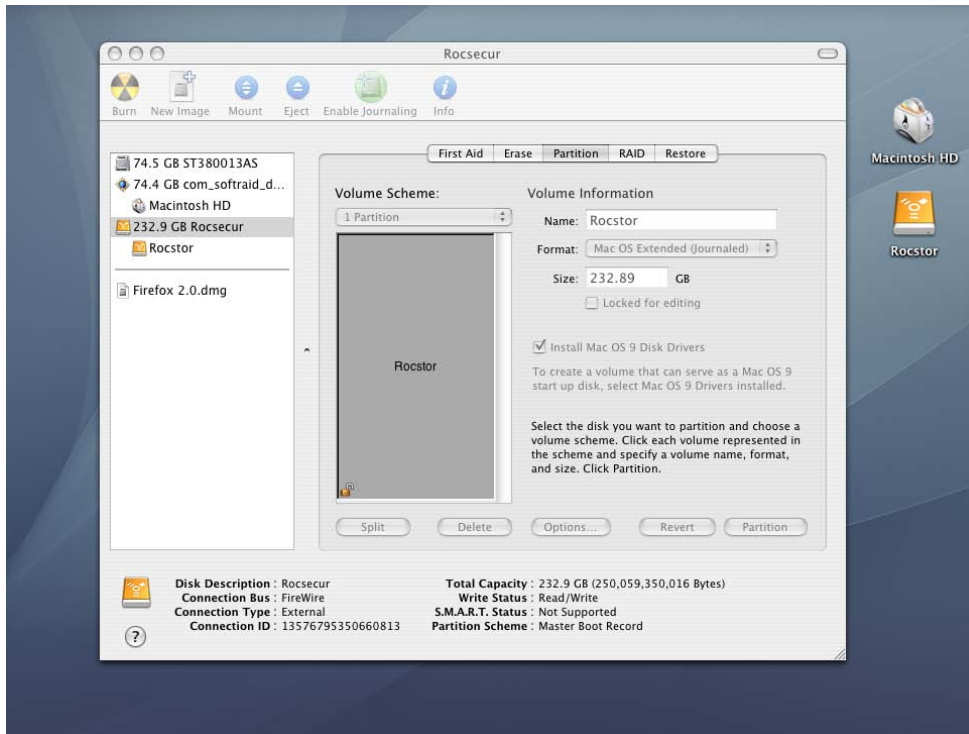 Rocsecur
Burn New Image Mount Eject Enable Journaling Info
First Aid Erase Partition RAID Restore
74.5 GB ST380013AS
74.4 GB com_softraid_d...
Macintosh HD
232.9 GB Rocsecur
Rocstor
Firefox 2.0.dmg
Volume Scheme:
1 Partition
Rocstor
Volume Information
Name: Rocstor
Format: Mac OS Extended (Journaled)
Size: 232.89 GB
Locked for editing
Install Mac OS 9 Disk Drivers
To create a volume that can serve as a Mac OS 9
start up disk, select Mac OS 9 Drivers installed.
Select the disk you want to partition and choose a
volume scheme. Click each volume represented in
the scheme and specify a volume name, format,
and size. Click Partition.
Split Delete Options... Revert Partition
Disk Description : Rocsecur
Connection Bus : FireWire
Connection Type : External
Connection ID : 13576795350660813
Total Capacity : 232.9 GB (250,059,350,016 Bytes)
Write Status : Read/Write
S.M.A.R.T. Status : Not Supported
Partition Scheme : Master Boot Record
?
Macintosh HD
Rocstor